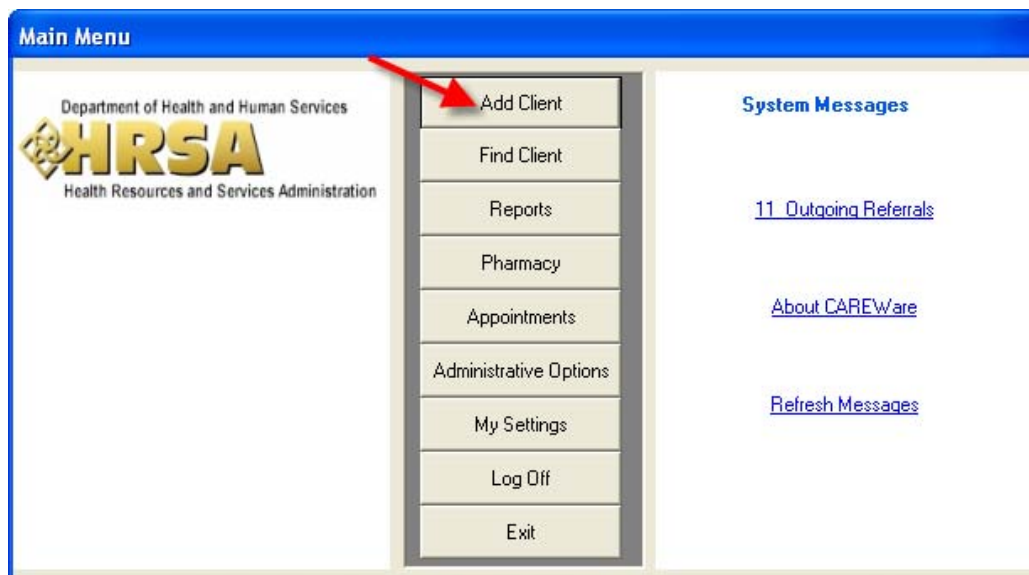 Main Menu
Department of Health and Human Services
HRSA
Health Resources and Services Administration
Add Client
Find Client
Reports
Pharmacy
Appointments
Administrative Options
My Settings
Log Off
Exit
System Messages
11 Outgoing Referrals
About CAREWare
Refresh Messages